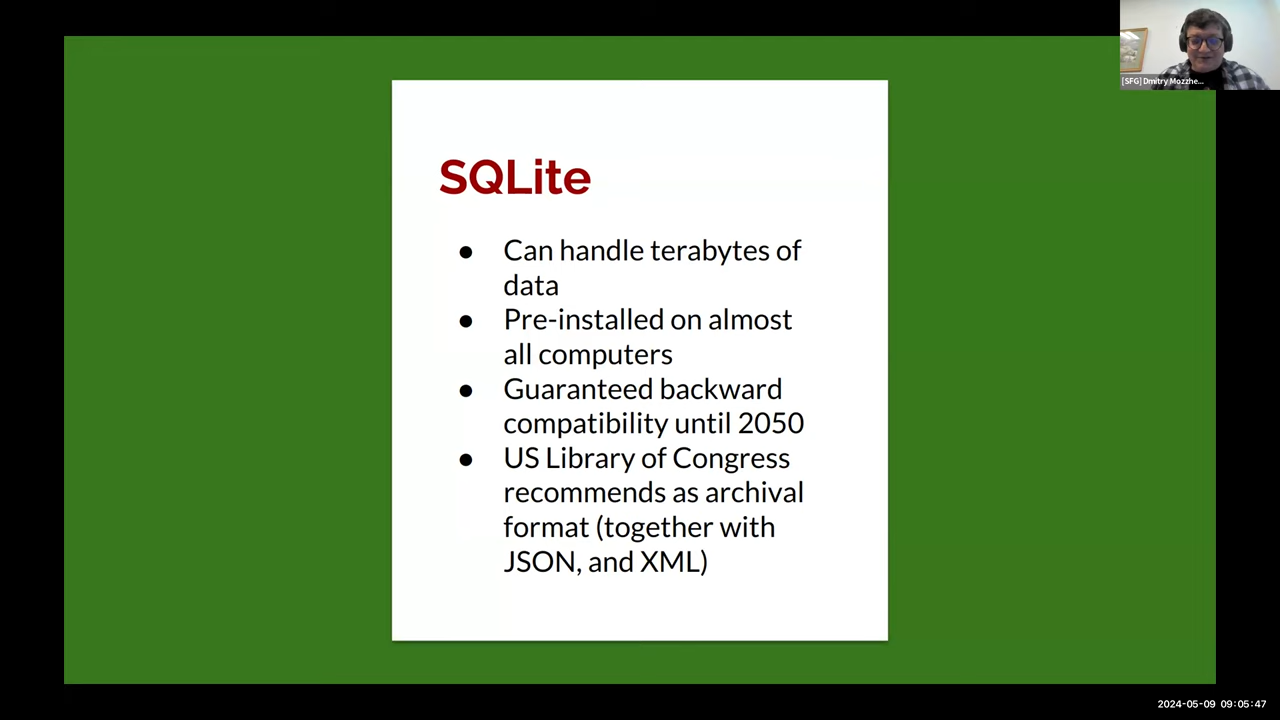 [SFG] Dmitry Mozzhe...
SQLite
● Can handle terabytes of
data
● Pre-installed on almost
all computers
● Guaranteed backward
compatibility until 2050
● US Library of Congress
recommends as archival
format (together with
JSON, and XML)
2024-05-09 09:05:47